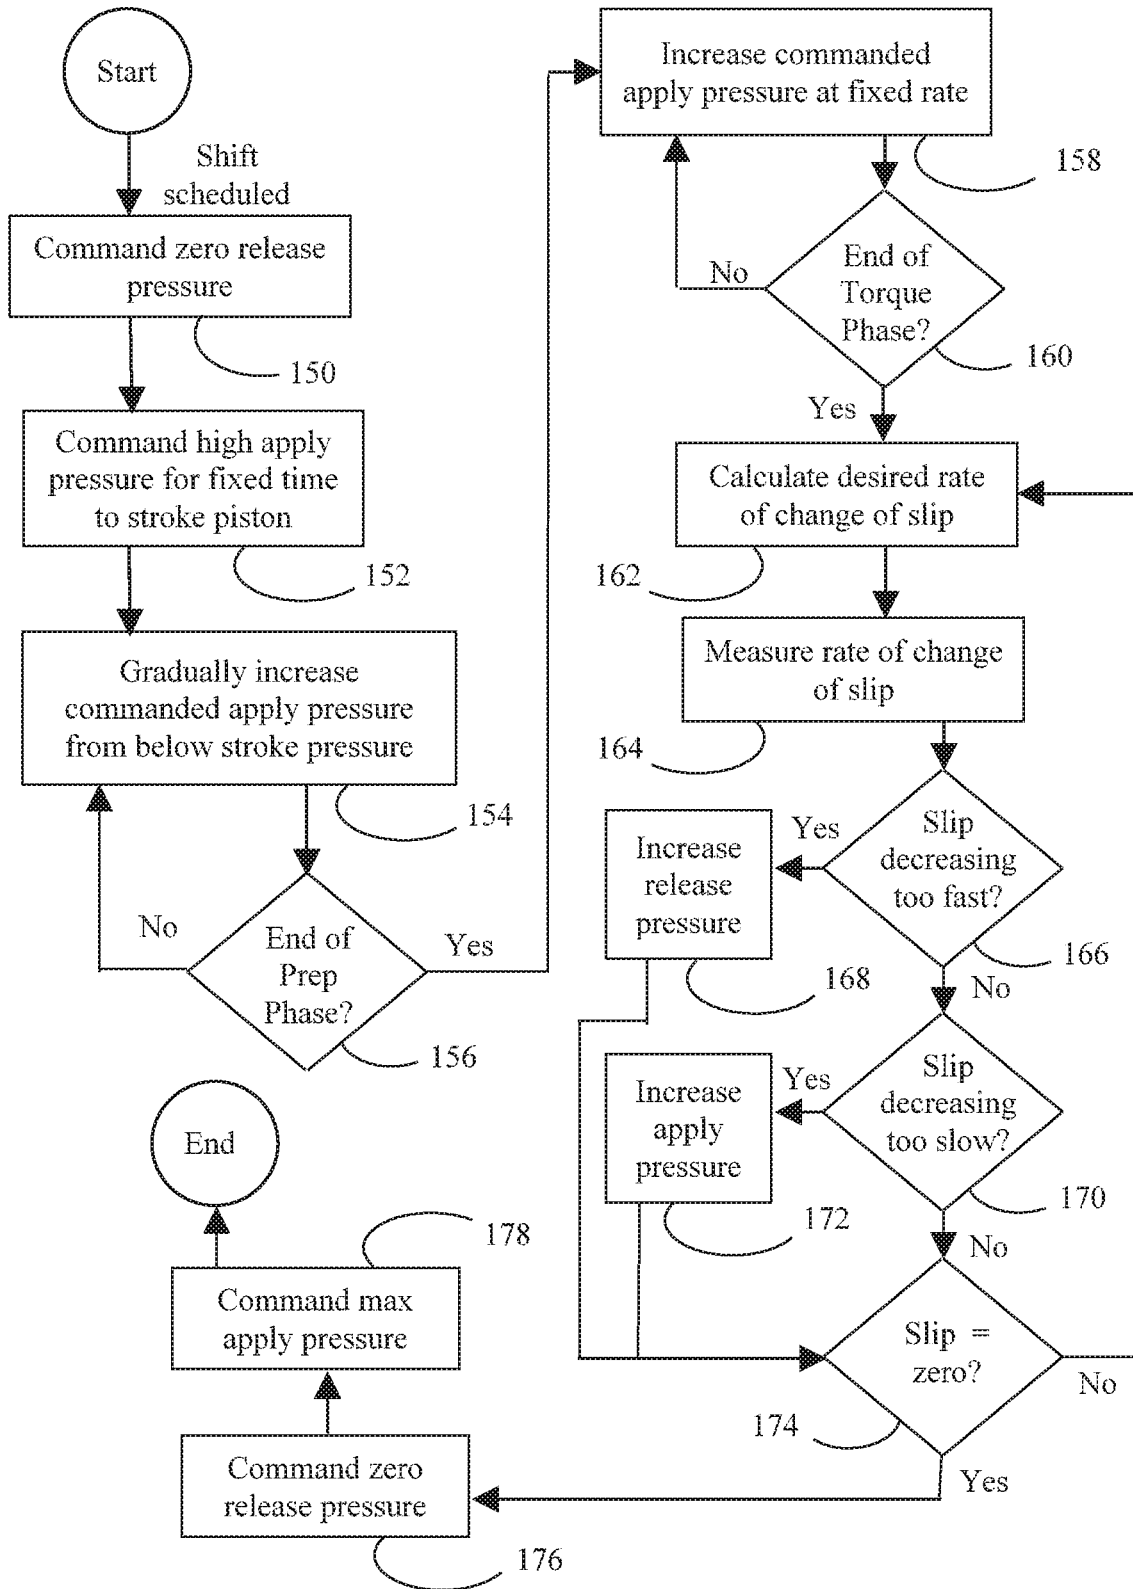 Start
Shift
scheduled
Command zero release
pressure
150
Command high apply
pressure for fixed time
to stroke piston
152
Gradually increase
commanded apply pressure
from below stroke pressure
154
No
End of
Prep
Phase?
Yes
156
Increase commanded
apply pressure at fixed rate
158
No
End of
Torque
Phase?
160
Yes
Calculate desired rate
of change of slip
162
Measure rate of change
of slip
164
Slip
decreasing
too fast?
Yes
166
Increase
release
pressure
168
No
Slip
decreasing
too slow?
Yes
170
Increase
apply
pressure
172
No
Slip =
zero?
No
174
Yes
Command zero
release pressure
176
Command max
apply pressure
178
End